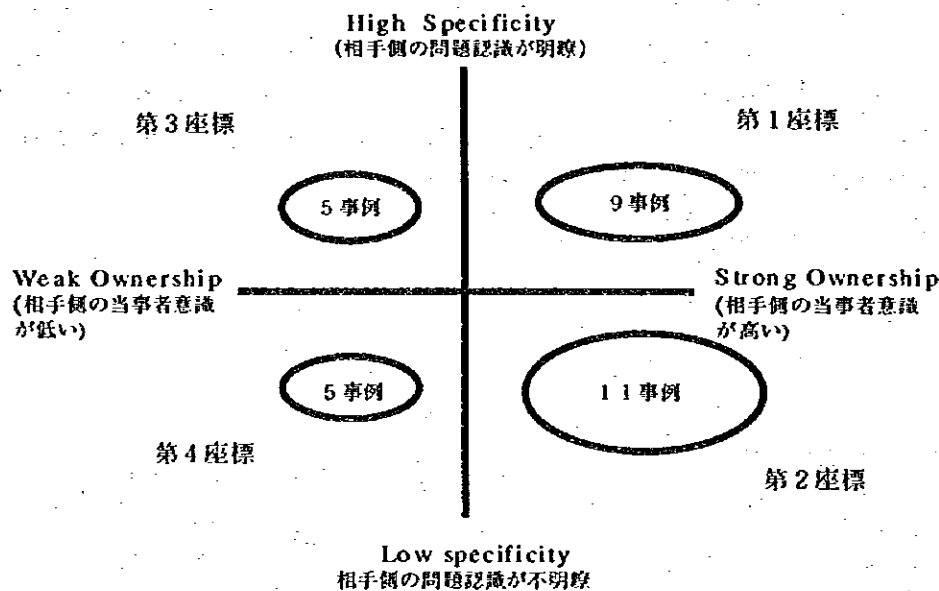 High Specificity
(相手側の問題認識が明瞭)
第3座標
第1座標
5事例
9事例
Weak Ownership
(相手側の当事者意識
が低い)
Strong Ownership
(相手側の当事者意識
が高い)
5事例
11事例
第4座標
第2座標
Low specificity
相手側の問題認識が不明瞭